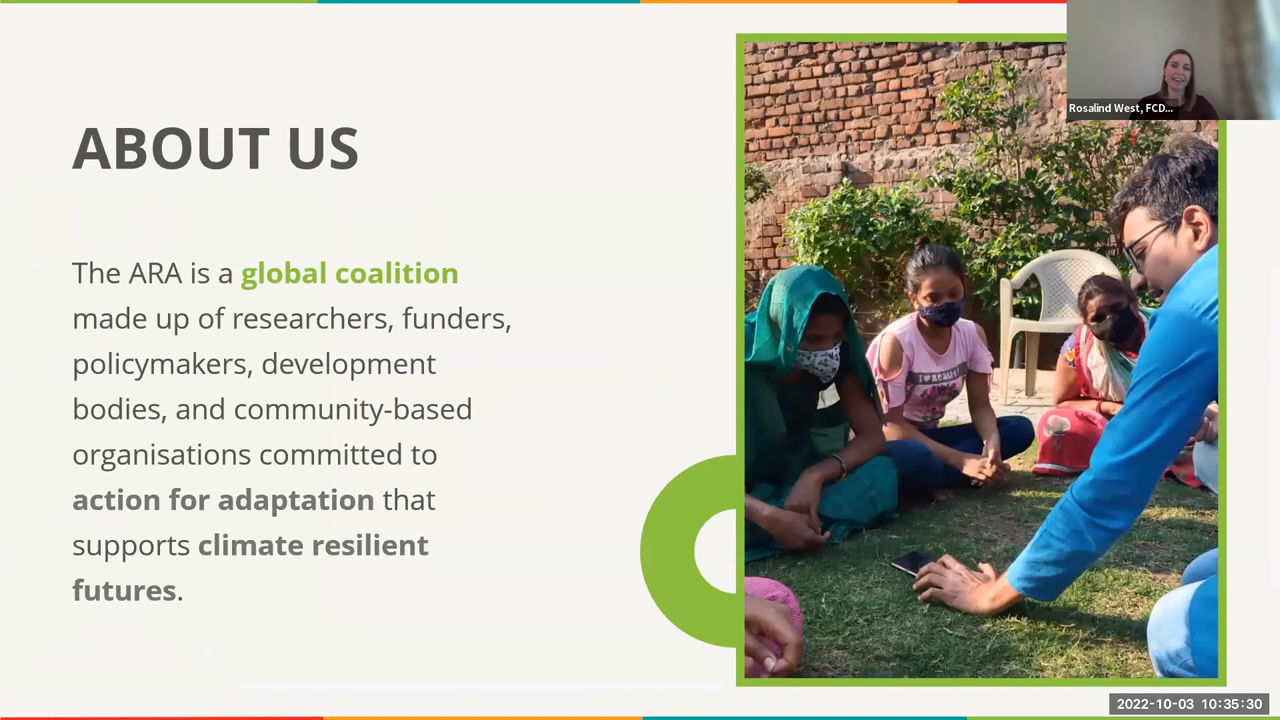 ABOUT US
The ARA is a global coalition
made up of researchers, funders,
policymakers, development
bodies, and community-based
organisations committed to
action for adaptation that
supports climate resilient
futures.
Rosalind West, FCD...
2022-10-03 10:35:30